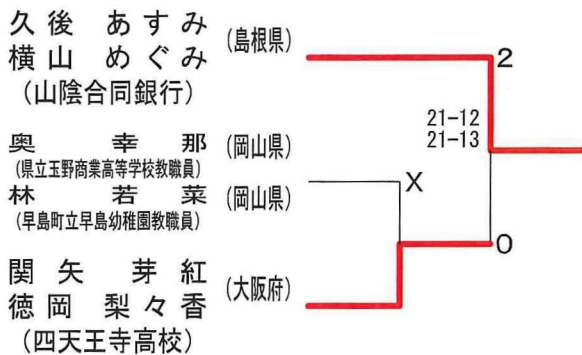 久後 あすみ (島根県)
横山 めぐみ
(山陰合同銀行)
2
21-12
21-13
奥 幸那 (岡山県)
(県立玉野商業高等学校教職員)
林 若菜 (岡山県)
(早島町立早島幼稚園教職員)
X
0
関矢 芽紅 (大阪府)
徳岡 梨々香
(四天王寺高校)